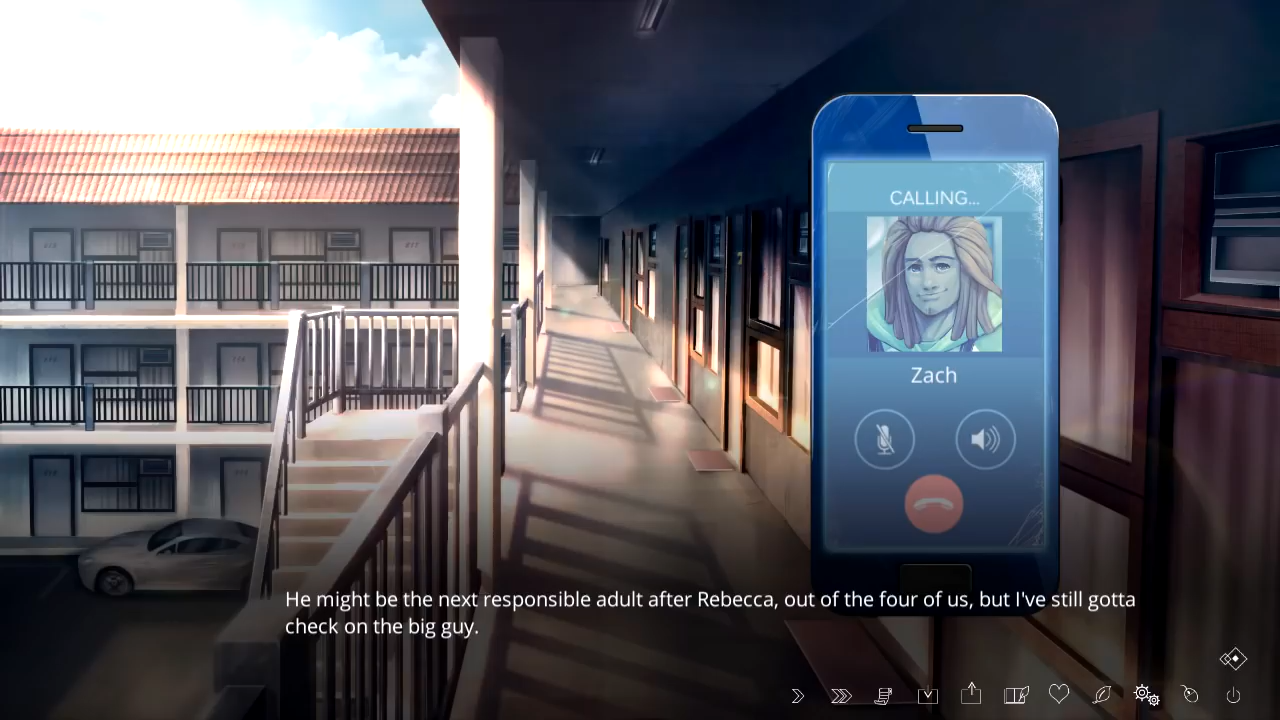 CALLING...
Zach
He might be the next responsible adult after Rebecca, out of the four of us, but I've still gotta
check on the big guy.